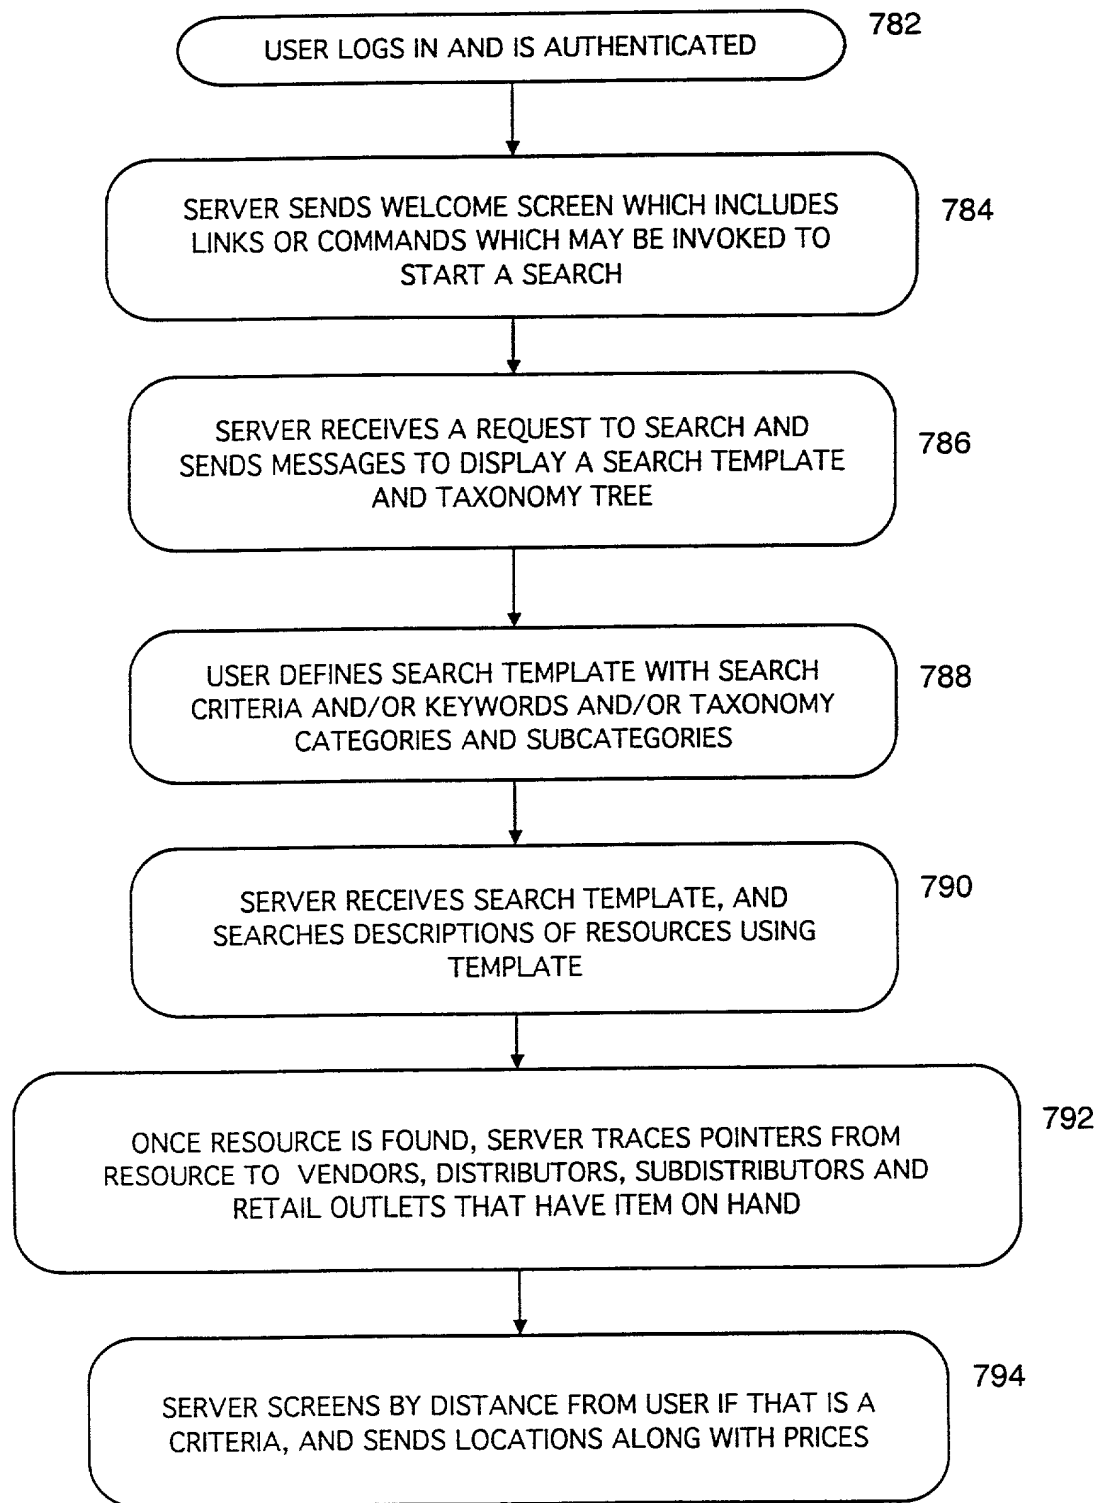 782
USER LOGS IN AND IS AUTHENTICATED
784
SERVER SENDS WELCOME SCREEN WHICH INCLUDES
LINKS OR COMMANDS WHICH MAY BE INVOKED TO
START A SEARCH
786
SERVER RECEIVES A REQUEST TO SEARCH AND
SENDS MESSAGES TO DISPLAY A SEARCH TEMPLATE
AND TAXONOMY TREE
788
USER DEFINES SEARCH TEMPLATE WITH SEARCH
CRITERIA AND/OR KEYWORDS AND/OR TAXONOMY
CATEGORIES AND SUBCATEGORIES
790
SERVER RECEIVES SEARCH TEMPLATE, AND
SEARCHES DESCRIPTIONS OF RESOURCES USING
TEMPLATE
792
ONCE RESOURCE IS FOUND, SERVER TRACES POINTERS FROM
RESOURCE TO VENDORS, DISTRIBUTORS, SUBDISTRIBUTORS AND
RETAIL OUTLETS THAT HAVE ITEM ON HAND
794
SERVER SCREENS BY DISTANCE FROM USER IF THAT IS A
CRITERIA, AND SENDS LOCATIONS ALONG WITH PRICES